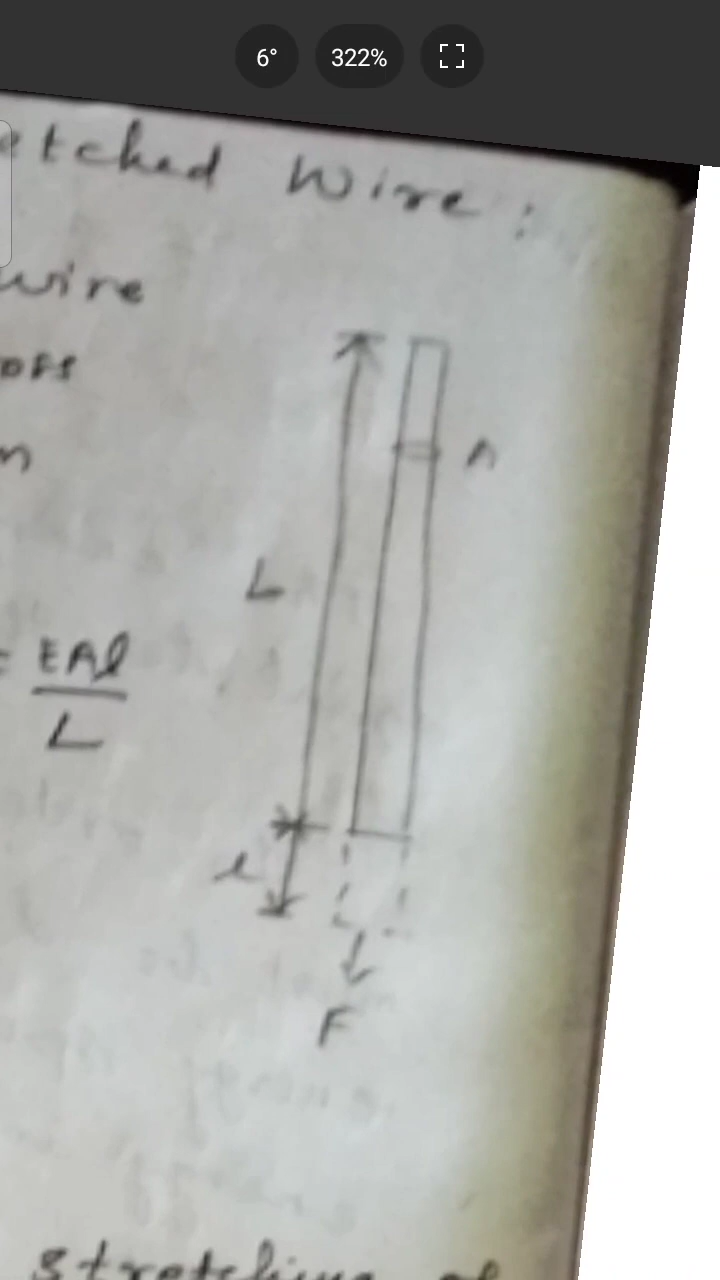 6° 322%
etched Wire :
wire
oss
n
A
L
= EAl
L
l
F
stretching of